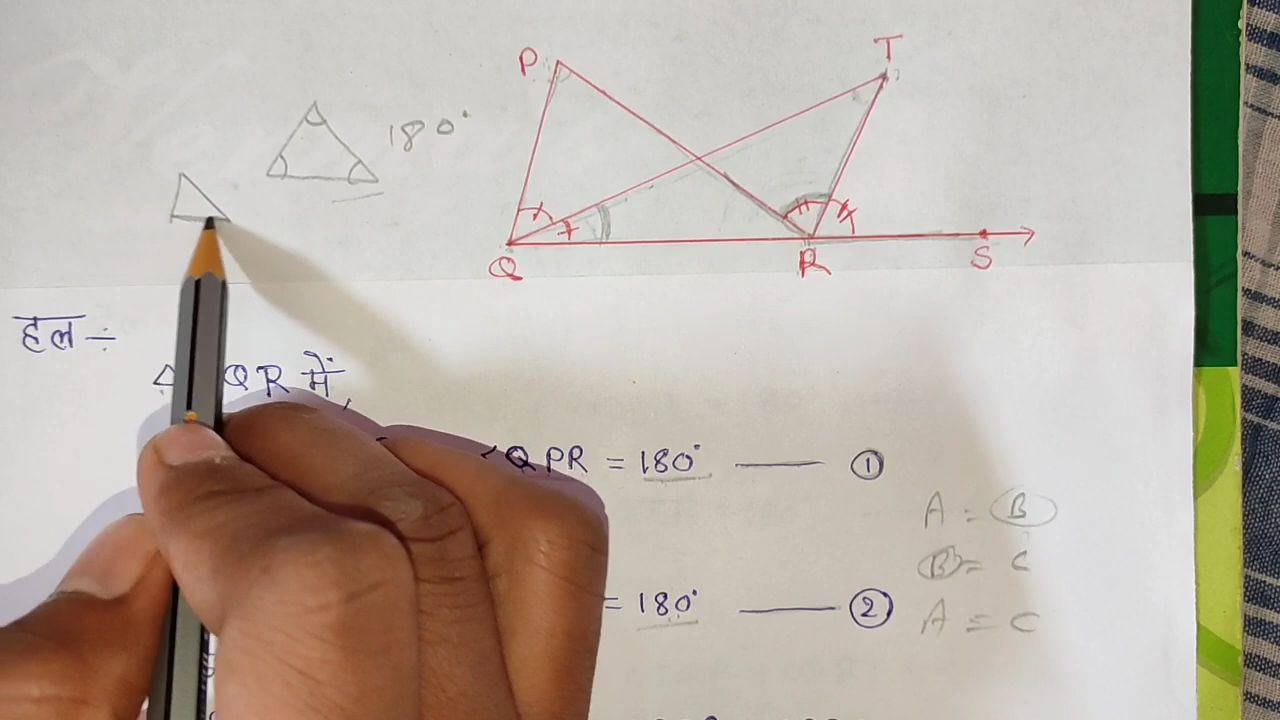 P
T
180°
Q
R
S
हल ÷
QR में,
QPR = 180° ①
A = B
B = C
= 180° ②
A = C